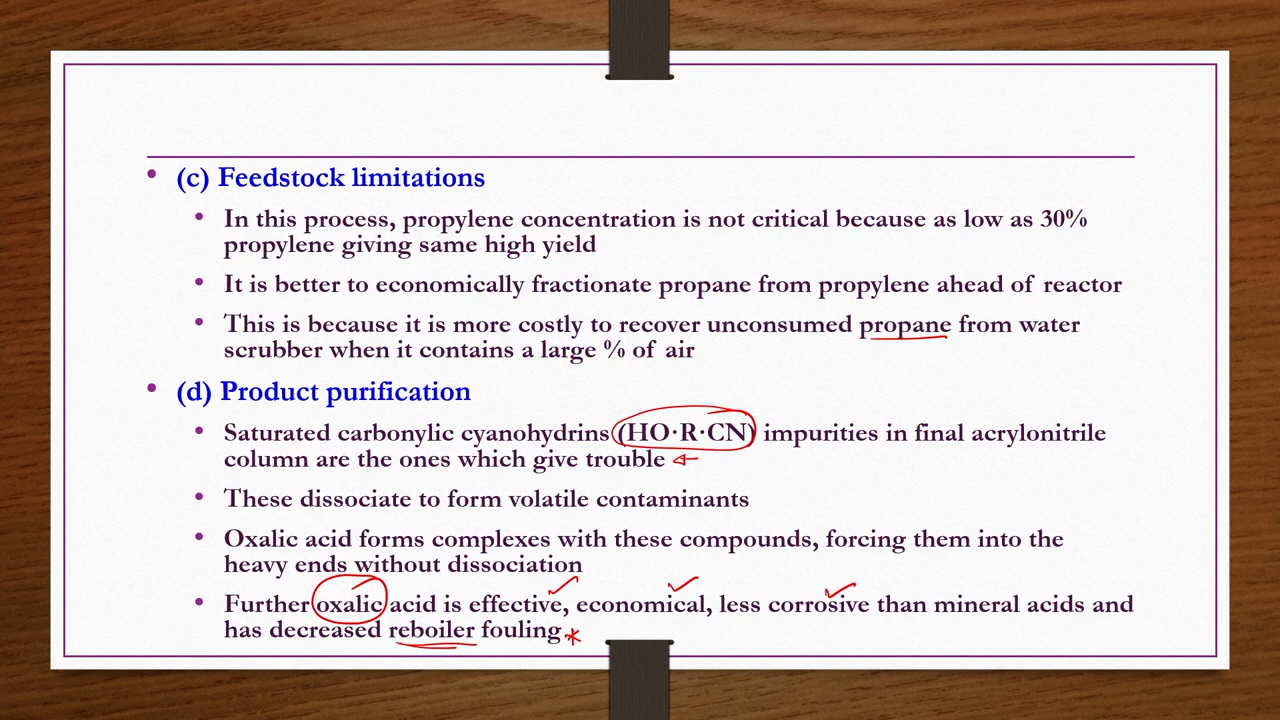 • (c) Feedstock limitations
• In this process, propylene concentration is not critical because as low as 30%
propylene giving same high yield
• It is better to economically fractionate propane from propylene ahead of reactor
• This is because it is more costly to recover unconsumed propane from water
scrubber when it contains a large % of air
• (d) Product purification
• Saturated carbonylic cyanohydrins (HO·R·CN) impurities in final acrylonitrile
column are the ones which give trouble
• These dissociate to form volatile contaminants
• Oxalic acid forms complexes with these compounds, forcing them into the
heavy ends without dissociation
• Further oxalic acid is effective, economical, less corrosive than mineral acids and
has decreased reboiler fouling*